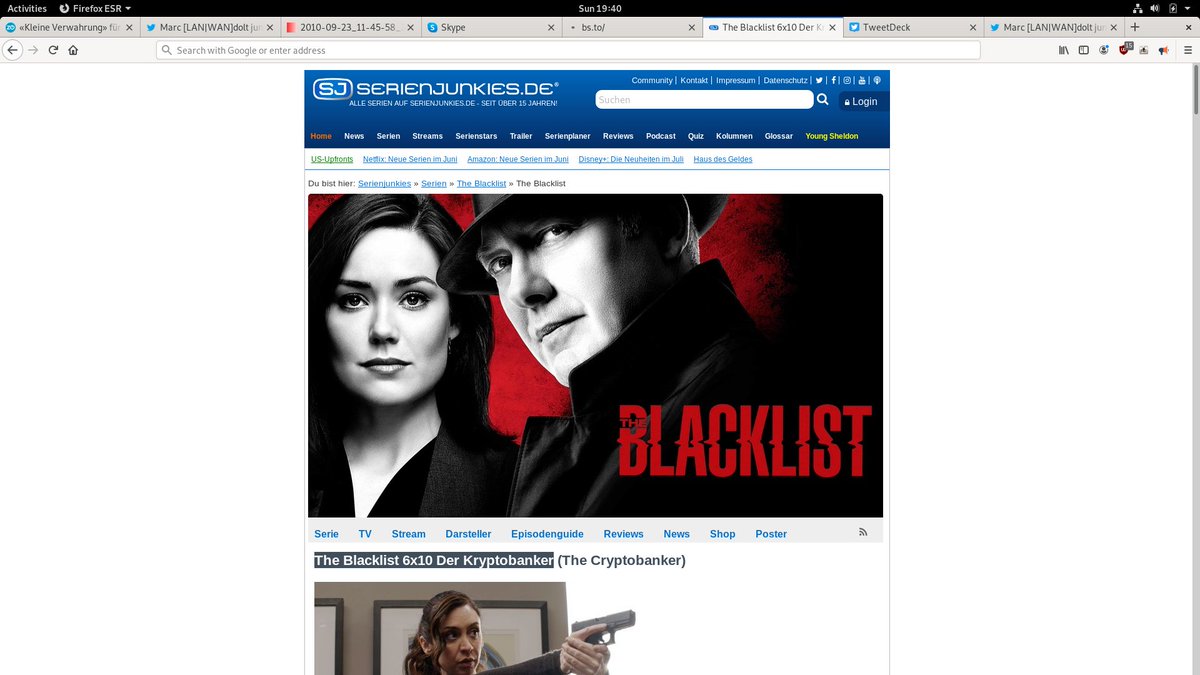 Activities Firefox ESR Sun 19:40
«Kleine Verwahrung» für Marc [LAN|WAN]dolt jun 2010-09-23_11-45-58_ Skype bs.to/ The Blacklist 6x10 Der Kr TweetDeck Marc [LAN|WAN]dolt jun
Search with Google or enter address 15
Community | Kontakt | Impressum | Datenschutz |
SJ SERIENJUNKIES.DE®
ALLE SERIEN AUF SERIENJUNKIES.DE - SEIT ÜBER 15 JAHREN!
Suchen Login
Home News Serien Streams Serienstars Trailer Serienplaner Reviews Podcast Quiz Kolumnen Glossar Young Sheldon
US-Upfronts Netflix: Neue Serien im Juni Amazon: Neue Serien im Juni Disney+: Die Neuheiten im Juli Haus des Geldes
Du bist hier: Serienjunkies » Serien » The Blacklist » The Blacklist
THE BLACKLIST
Serie TV Stream Darsteller Episodenguide Reviews News Shop Poster
The Blacklist 6x10 Der Kryptobanker (The Cryptobanker)